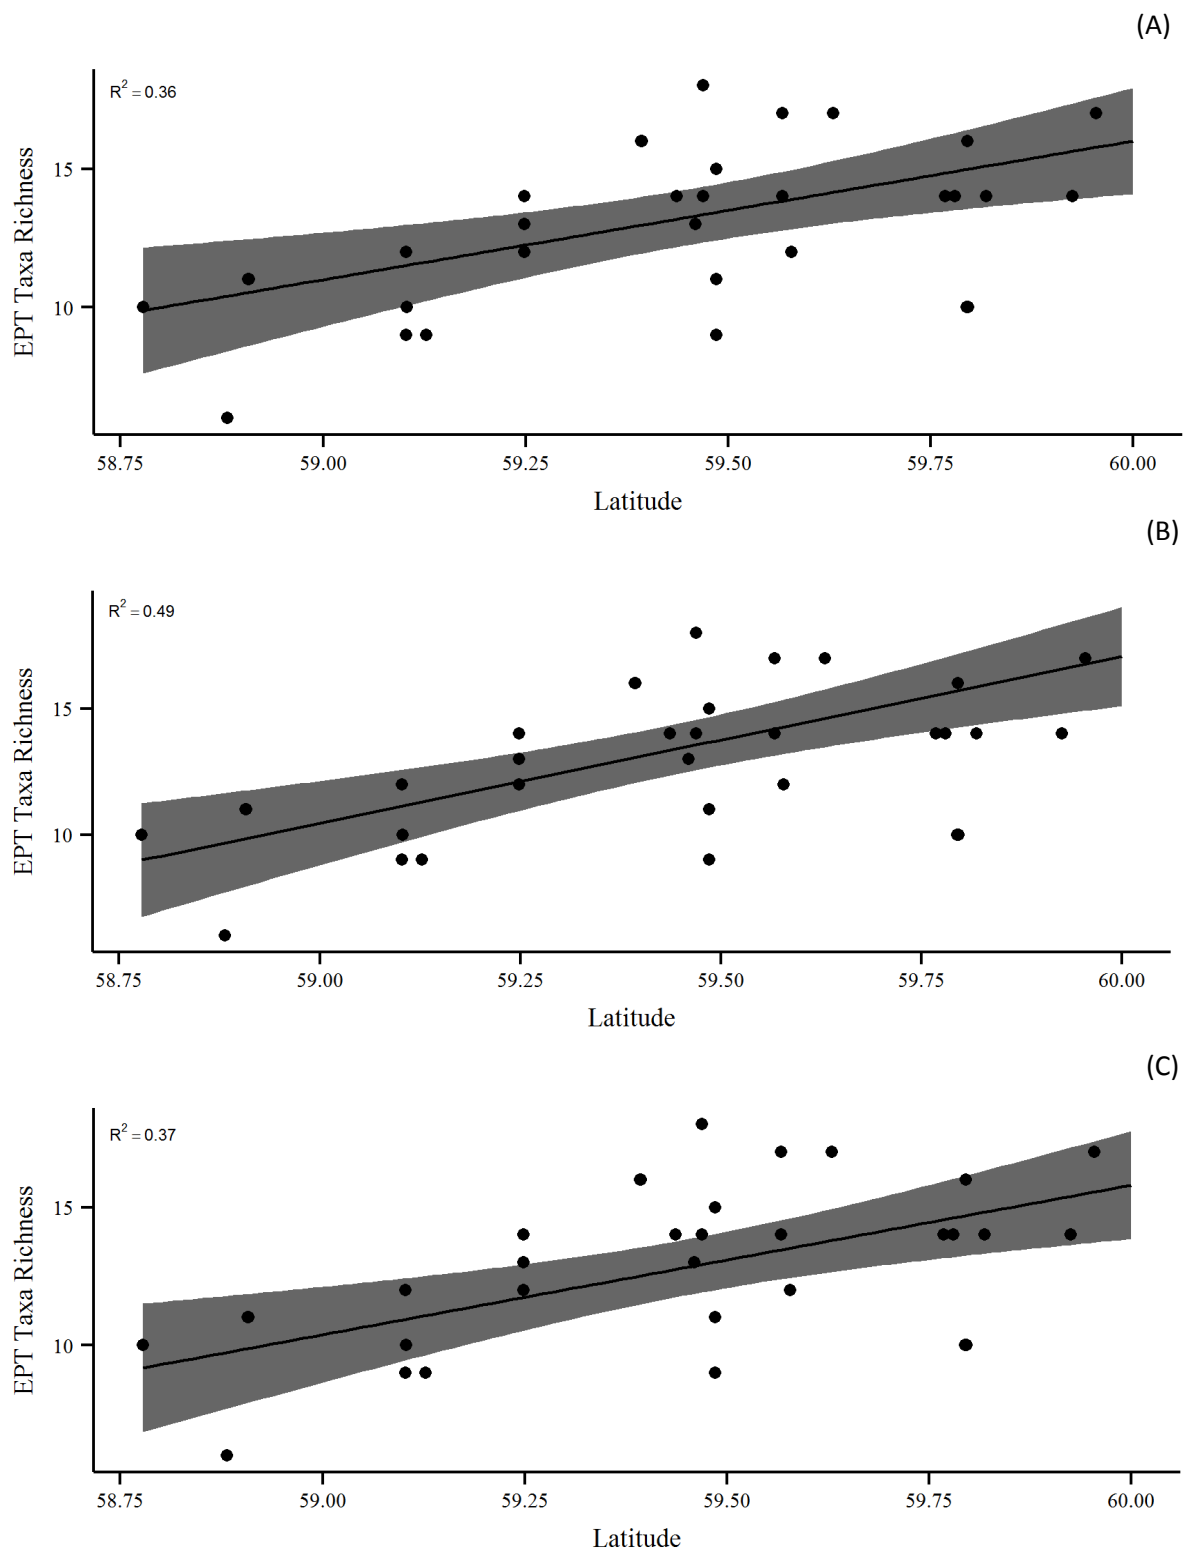 (A)
R² = 0.36
EPT Taxa Richness
15
10
58.75 59.00 59.25 59.50 59.75 60.00
Latitude
(B)
R² = 0.49
EPT Taxa Richness
15
10
58.75 59.00 59.25 59.50 59.75 60.00
Latitude
(C)
R² = 0.37
EPT Taxa Richness
15
10
58.75 59.00 59.25 59.50 59.75 60.00
Latitude